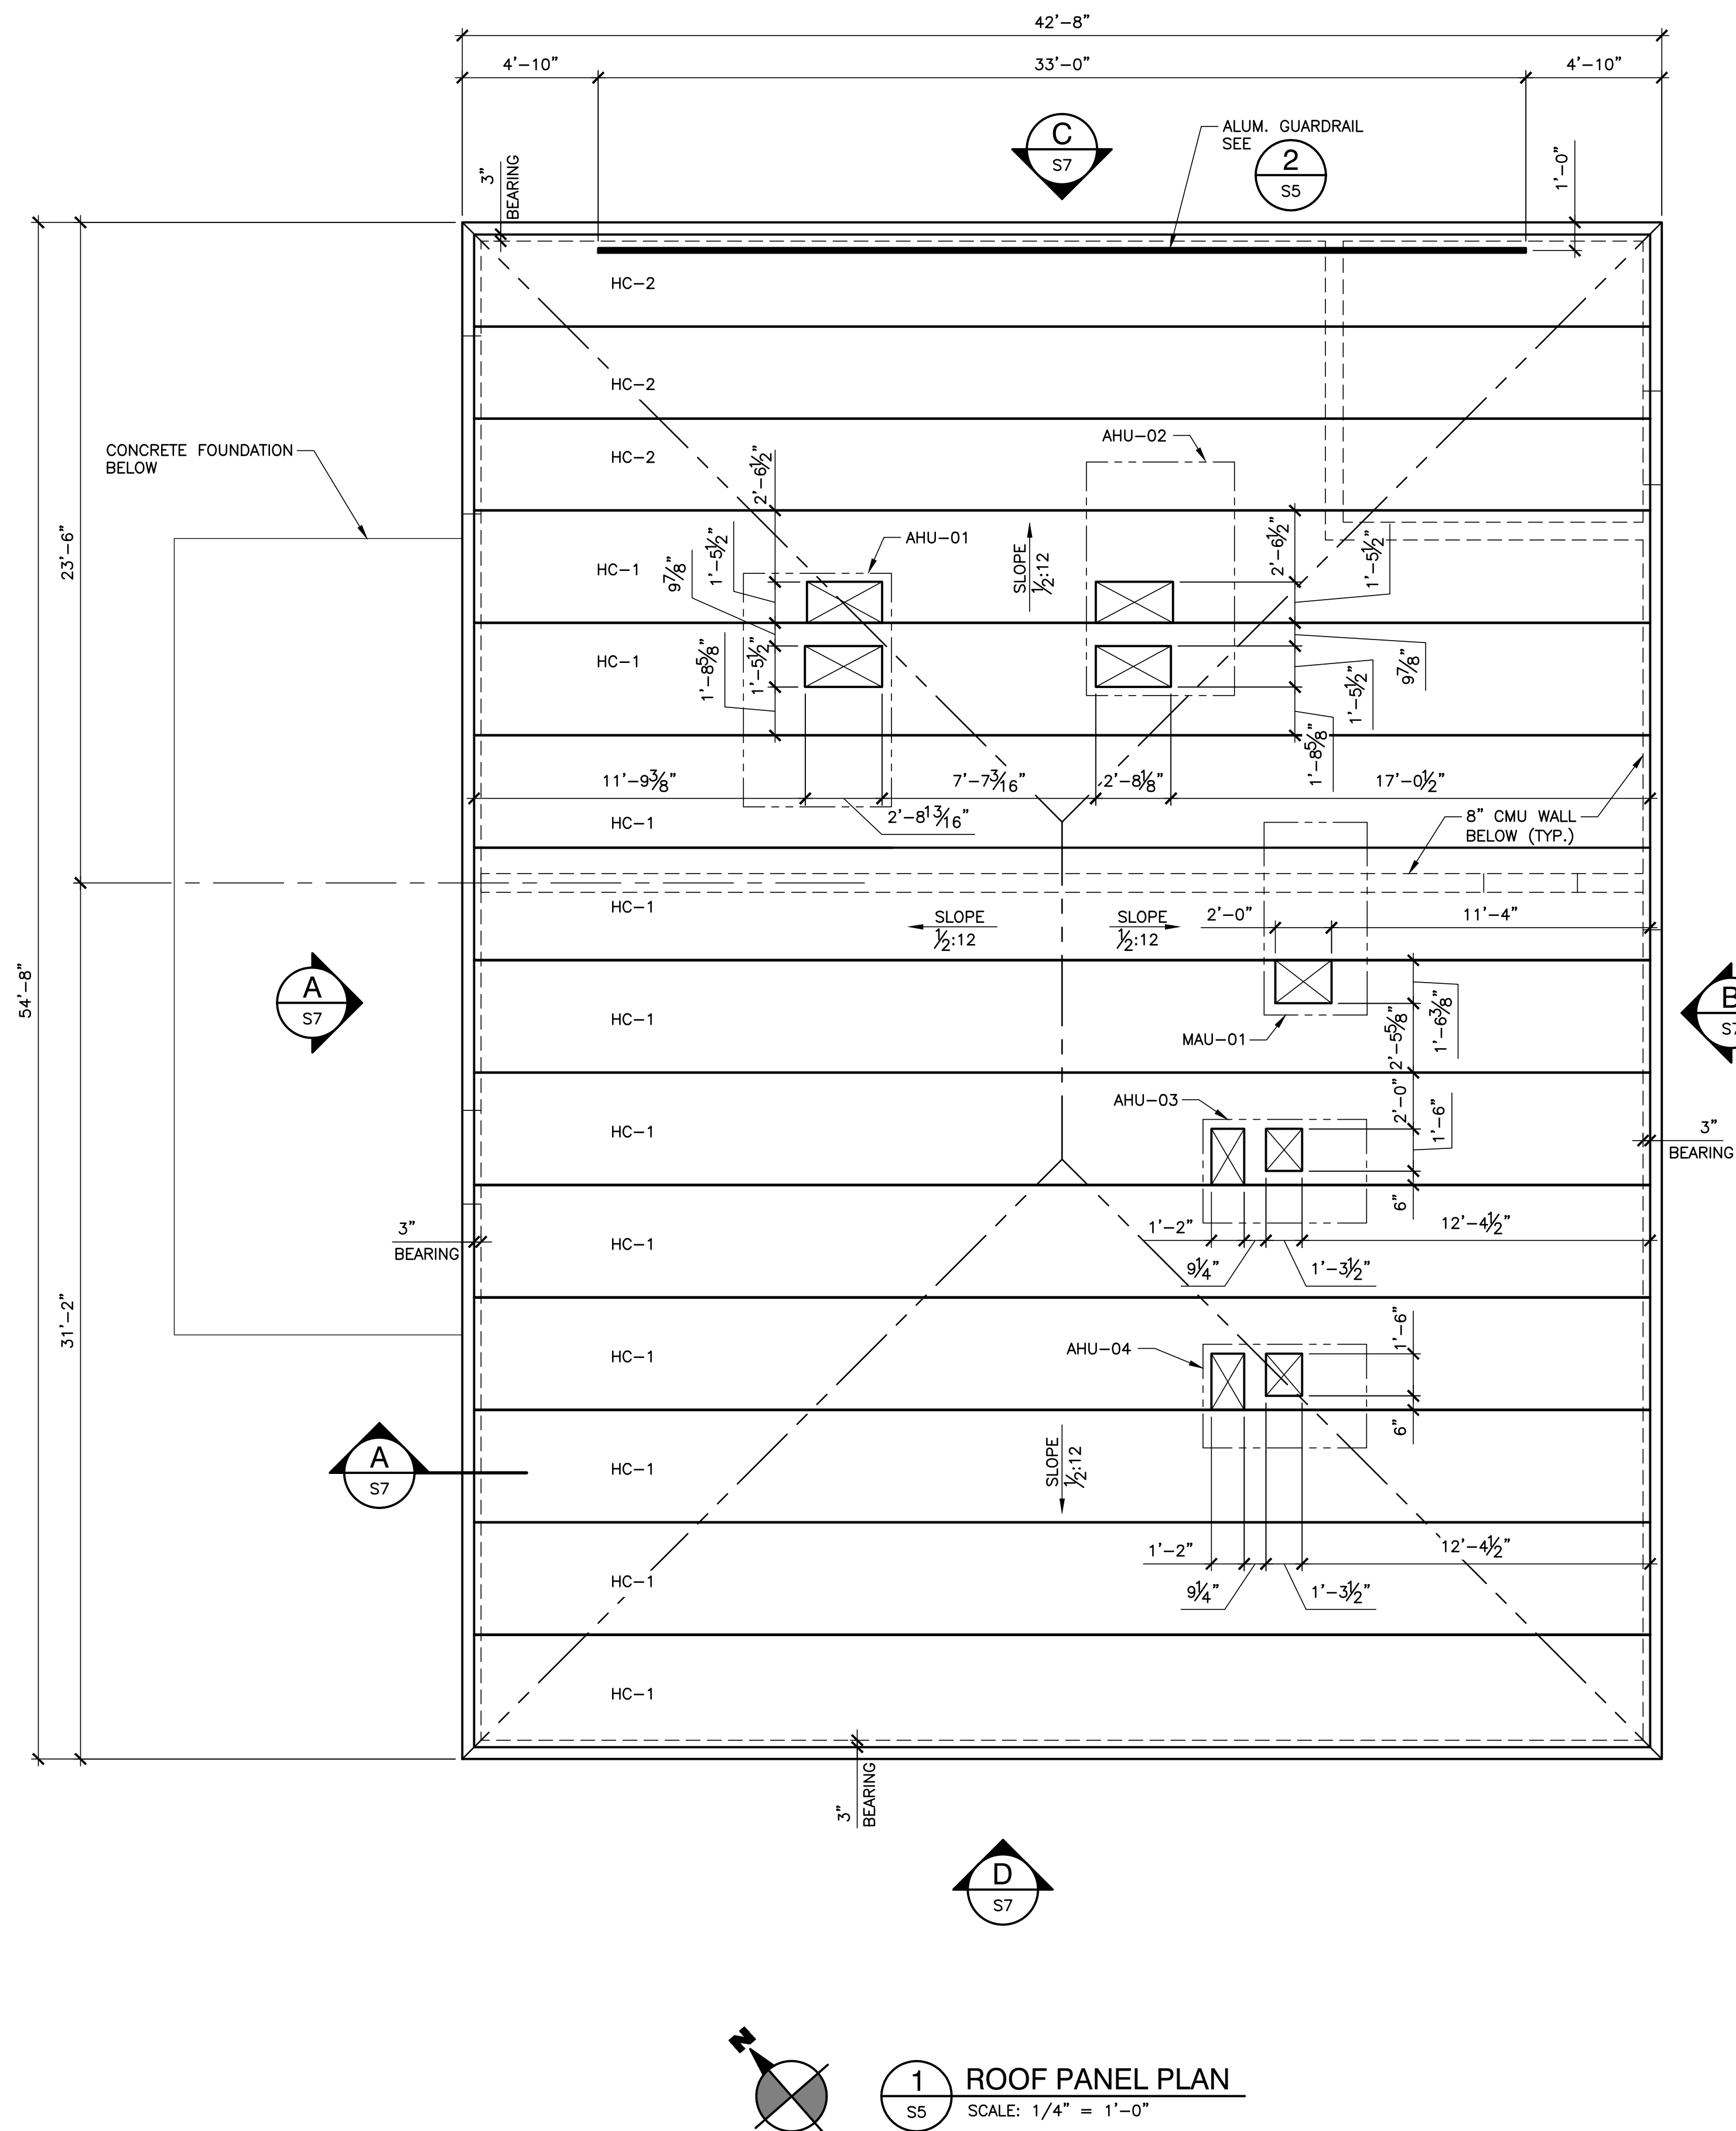 42'-8"
4'-10"
33'-0"
4'-10"
C
S7
ALUM. GUARDRAIL
SEE
2
S5
1'-0"
3"
BEARING
HC-2
HC-2
AHU-02
CONCRETE FOUNDATION
BELOW
HC-2
2'-6½"
AHU-01
23'-6"
HC-1
9⅞"
1'-5½"
SLOPE
½:12
2'-6½"
1'-5½"
HC-1
1'-8⅝"
1'-5½"
9⅞"
1'-5½"
1'-8⅝"
11'-9⅜"
7'-7³⁄₁₆"
2'-8⅛"
17'-0½"
2'-8¹³⁄₁₆"
HC-1
8" CMU WALL
BELOW (TYP.)
HC-1
SLOPE
½:12
SLOPE
½:12
2'-0"
11'-4"
54'-8"
A
S7
HC-1
MAU-01
2'-5⅝"
1'-6⅜"
B
S7
AHU-03
2'-0"
1'-6"
HC-1
3"
BEARING
3"
BEARING
HC-1
1'-2"
6"
12'-4½"
9¼"
1'-3½"
31'-2"
AHU-04
1'-6"
HC-1
6"
A
S7
HC-1
SLOPE
½:12
1'-2"
12'-4½"
HC-1
9¼"
1'-3½"
HC-1
3"
BEARING
D
S7
N
1
S5
ROOF PANEL PLAN
SCALE: 1/4" = 1'-0"